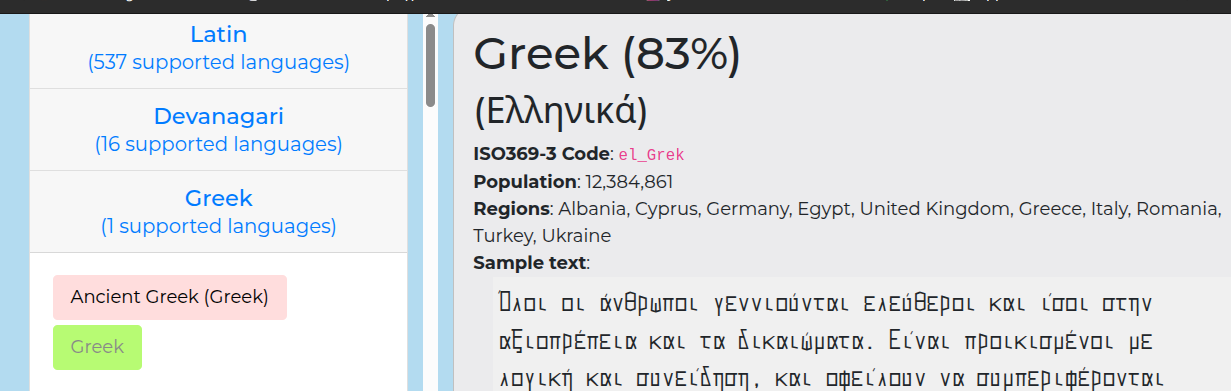 Latin
(537 supported languages)
Devanagari
(16 supported languages)
Greek
(1 supported languages)
Ancient Greek (Greek)
Greek
Greek (83%)
(Ελληνικά)
ISO369-3 Code: el_Grek
Population: 12,384,861
Regions: Albania, Cyprus, Germany, Egypt, United Kingdom, Greece, Italy, Romania,
Turkey, Ukraine
Sample text:
Όλοι οι άνθρωποι γεννιούνται ελεύθεροι και ίσοι στην
αξιοπρέπεια και τα δικαιώματα. Είναι προικισμένοι με
λογική και συνείδηση, και οφείλουν να συμπεριφέρονται